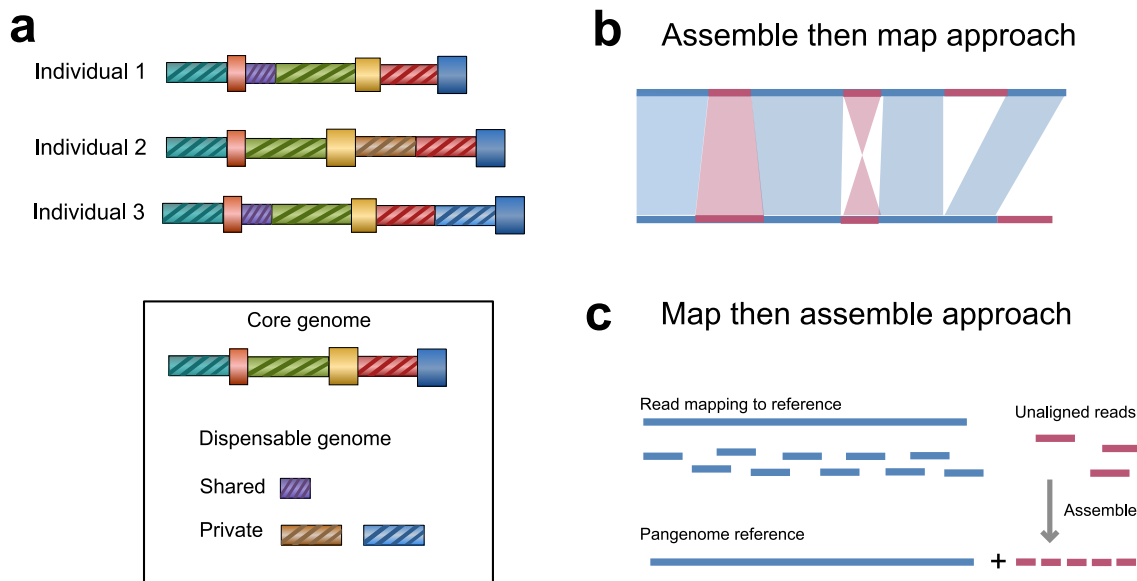 a
Individual 1
Individual 2
Individual 3
Core genome
Dispensable genome
Shared
Private
b
Assemble then map approach
c
Map then assemble approach
Read mapping to reference
Unaligned reads
Assemble
Pangenome reference
+